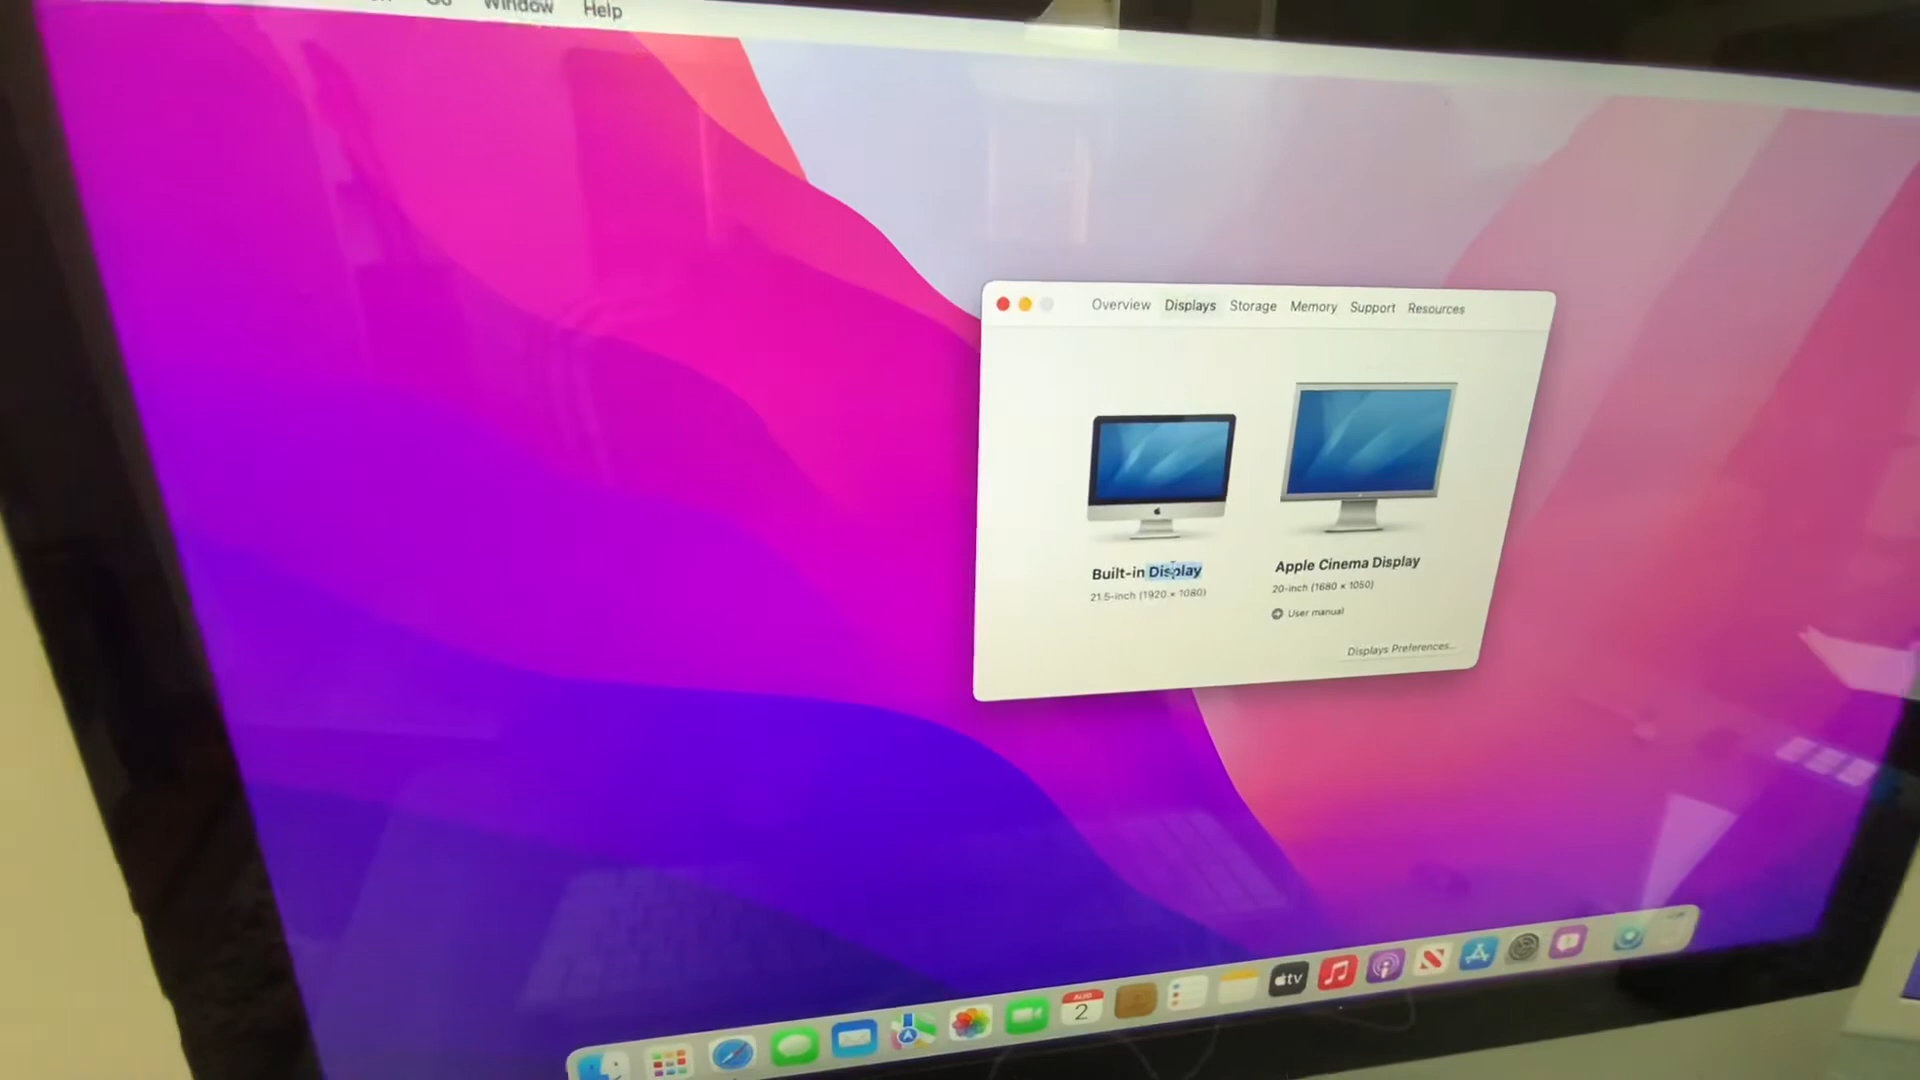 Window Help
Overview Displays Storage Memory Support Resources
Built-in Display
21.5-inch (1920 × 1080)
Apple Cinema Display
20-inch (1680 × 1050)
User manual
Displays Preferences...
AUG
2
tv